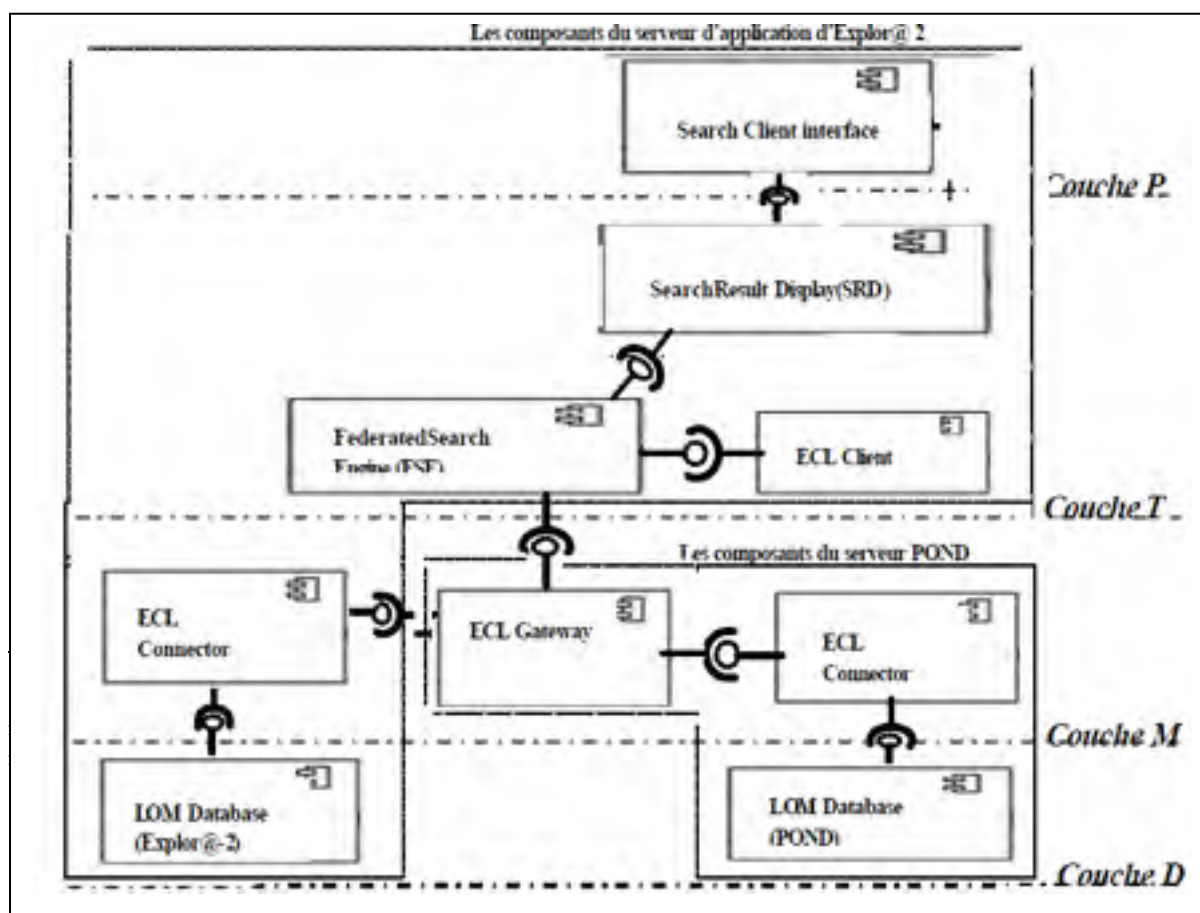 Les composants du serveur d'application d'Explor@ 2
Search Client interface
Couche P.
SearchResult Display(SRD)
FederatedSearch
ECL Client
Couche T
Les composants du serveur POND
ECL
Connector
ECL Gateway
ECL
Connector
Couche M
LOM Database
(Explor@-2)
LOM Database
(POND)
Couche D